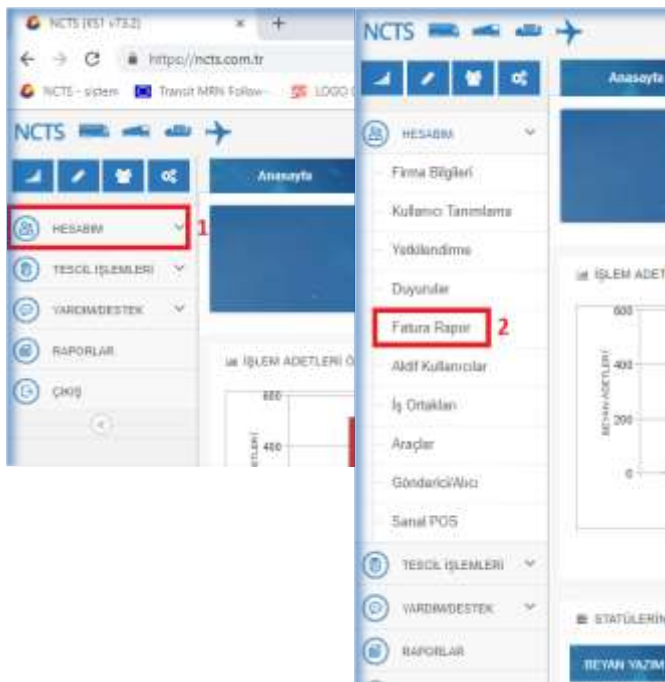 NCTS (KS1 v73.2)
https://ncts.com.tr
NCTS - sistem Transit MRN Follow- LOGO
NCTS
Anasayfa
HESABIM 1
TESCİL İŞLEMLERİ
YARDIM/DESTEK
RAPORLAR
ÇIKIŞ
İŞLEM ADETLERİ
600
400
NCTS
Anasayfa
HESABIM
Firma Bilgileri
Kullanıcı Tanımlama
Yetkilendirme
Duyurular
Fatura Rapor 2
Aktif Kullanıcılar
İş Ortakları
Araçlar
Gönderici/Alıcı
Sanal POS
TESCİL İŞLEMLERİ
YARDIM/DESTEK
RAPORLAR
İŞLEM ADET
BEYAN ADETLERİ
600
400
200
0
STATÜLERİN
BEYAN YAZIM